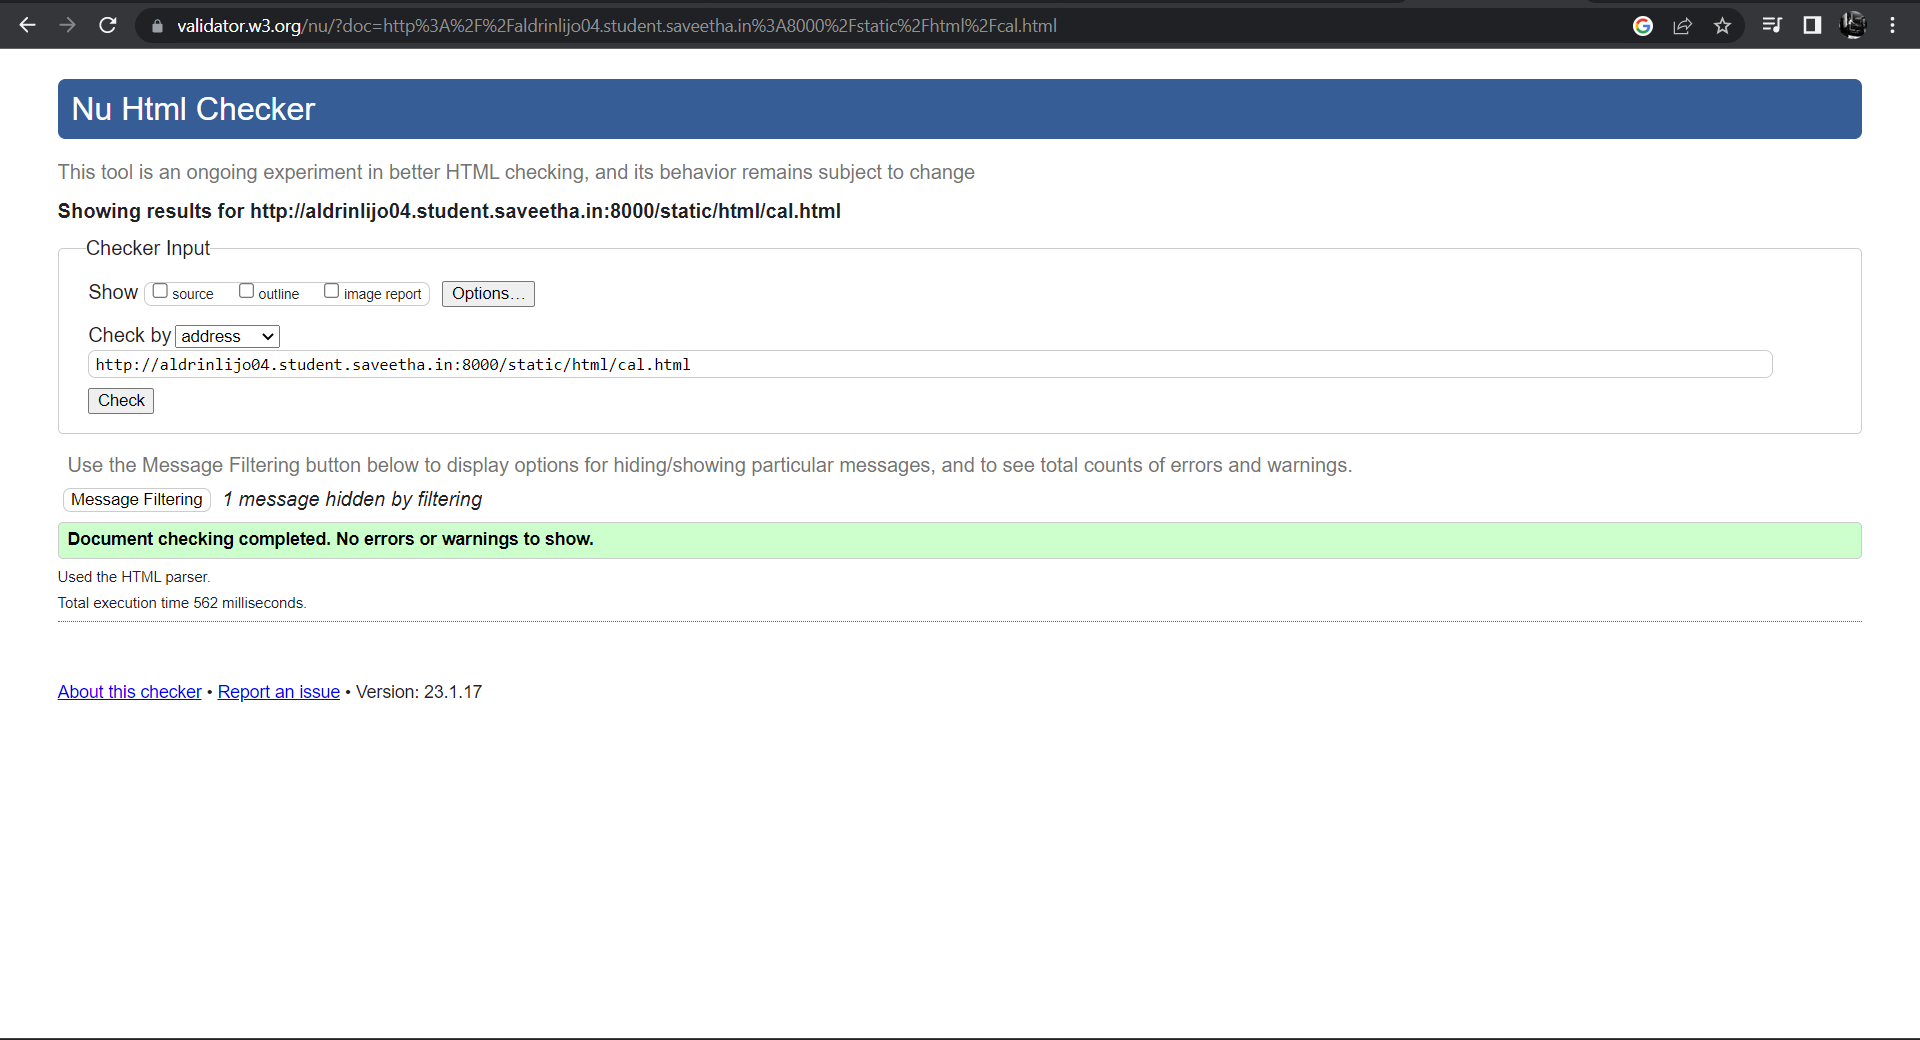 validator.w3.org/nu/?doc=http%3A%2F%2Faldrinlijo04.student.saveetha.in%3A8000%2Fstatic%2Fhtml%2Fcal.html
Nu Html Checker
This tool is an ongoing experiment in better HTML checking, and its behavior remains subject to change
Showing results for http://aldrinlijo04.student.saveetha.in:8000/static/html/cal.html
Checker Input
Show source outline image report Options...
Check by address
http://aldrinlijo04.student.saveetha.in:8000/static/html/cal.html
Check
Use the Message Filtering button below to display options for hiding/showing particular messages, and to see total counts of errors and warnings.
Message Filtering 1 message hidden by filtering
Document checking completed. No errors or warnings to show.
Used the HTML parser.
Total execution time 562 milliseconds.
About this checker • Report an issue • Version: 23.1.17